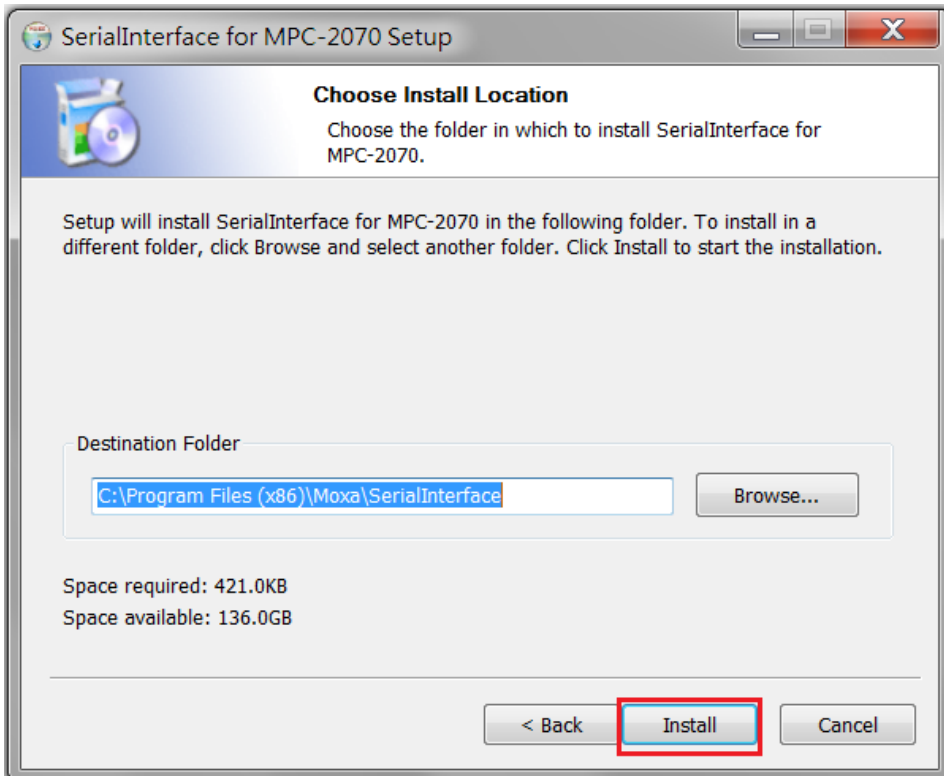 SerialInterface for MPC-2070 Setup
Choose Install Location
Choose the folder in which to install SerialInterface for
MPC-2070.
Setup will install SerialInterface for MPC-2070 in the following folder. To install in a
different folder, click Browse and select another folder. Click Install to start the installation.
Destination Folder
C:\Program Files (x86)\Moxa\SerialInterface
Browse...
Space required: 421.0KB
Space available: 136.0GB
< Back
Install
Cancel